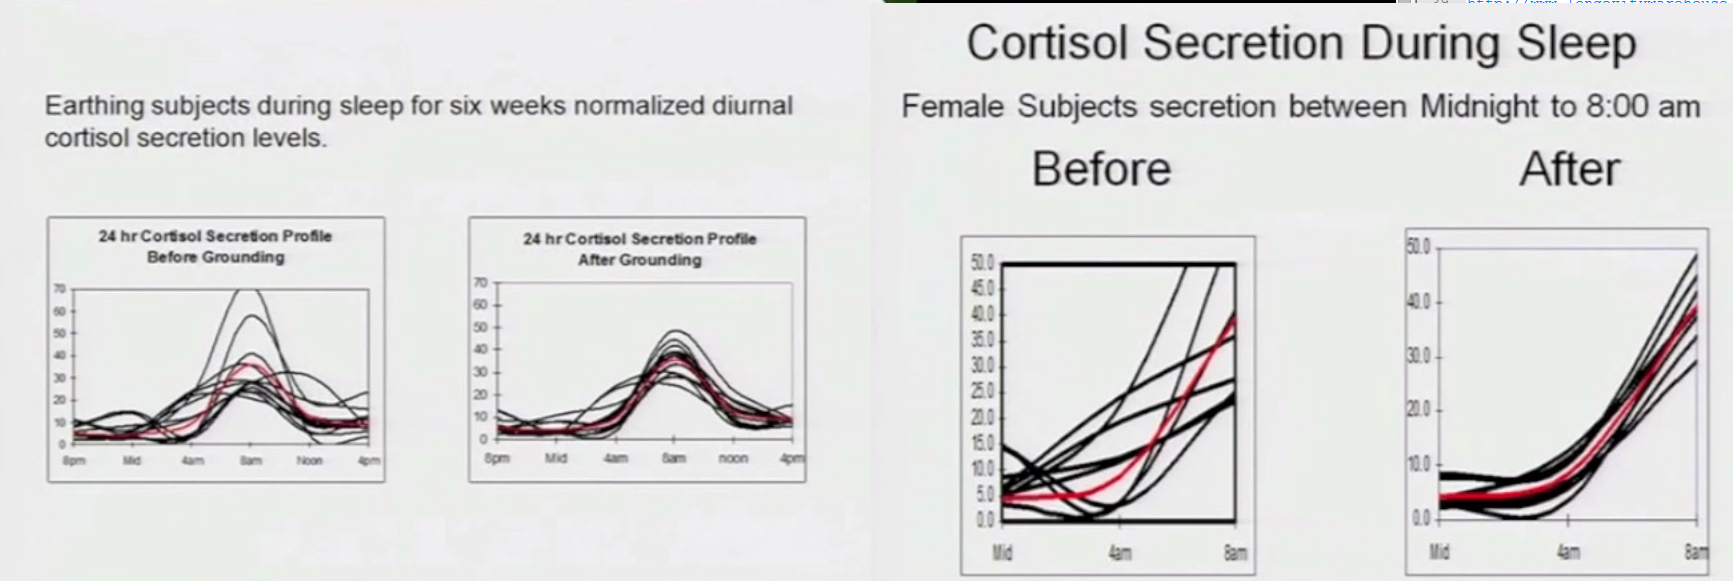 Earthing subjects during sleep for six weeks normalized diurnal
cortisol secretion levels.
24 hr Cortisol Secretion Profile
Before Grounding
70
60
50
40
30
20
10
0
8pm Mid 4am 8am Noon 4pm
24 hr Cortisol Secretion Profile
After Grounding
70
60
50
40
30
20
10
0
8pm Mid 4am 8am noon 4pm
Cortisol Secretion During Sleep
Female Subjects secretion between Midnight to 8:00 am
Before
50.0
45.0
40.0
35.0
30.0
25.0
20.0
15.0
10.0
5.0
0.0
Mid 4am 8am
After
50.0
40.0
30.0
20.0
10.0
0.0
Mid 4am 8am